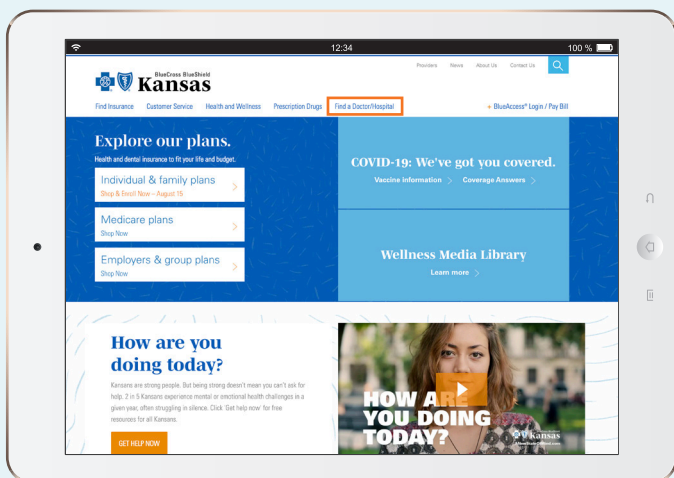 12:34
100 %
Providers News About Us Contact Us
BlueCross BlueShield
Kansas
Find Insurance Customer Service Health and Wellness Prescription Drugs Find a Doctor/Hospital + BlueAccess® Login / Pay Bill
Explore our plans.
Health and dental insurance to fit your life and budget.
Individual & family plans
Shop & Enroll Now – August 15
Medicare plans
Shop Now
Employers & group plans
Shop Now
COVID-19: We've got you covered.
Vaccine information Coverage Answers
Wellness Media Library
Learn more
How are you
doing today?
Kansans are strong people. But being strong doesn't mean you can't ask for
help. 2 in 5 Kansans experience mental or emotional health challenges in a
given year, often struggling in silence. Click 'Get help now' for free
resources for all Kansans.
GET HELP NOW
HOW ARE
YOU DOING
TODAY?
Kansas